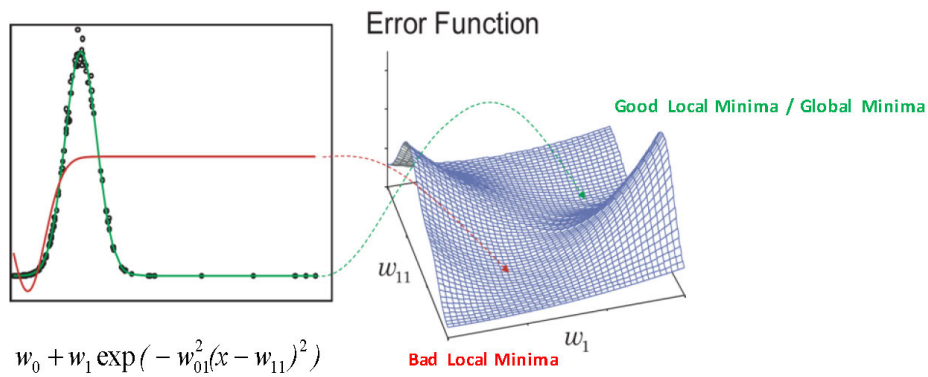 Error Function
Good Local Minima / Global Minima
w₁₁
w₁
Bad Local Minima
w₀ + w₁ exp(− w₀₁²(x − w₁₁)²)